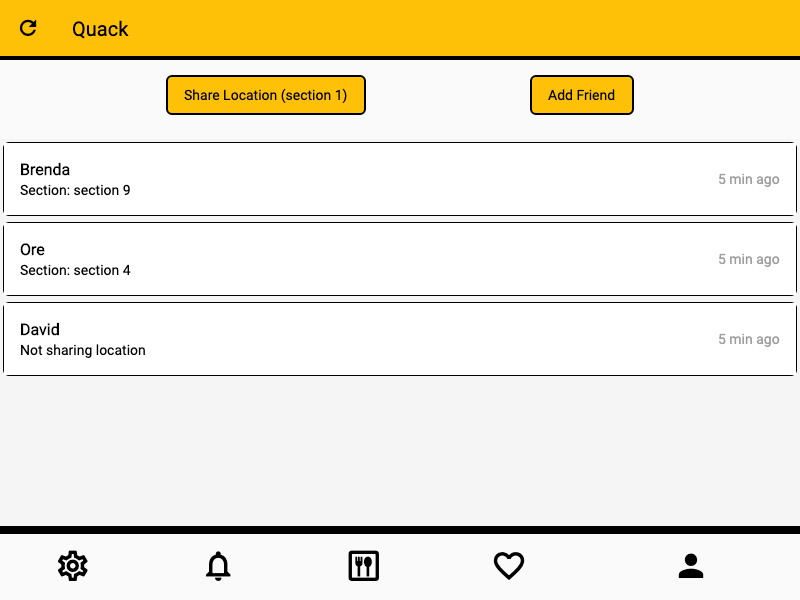 Quack
Share Location (section 1)
Add Friend
Brenda
Section: section 9
5 min ago
Ore
Section: section 4
5 min ago
David
Not sharing location
5 min ago